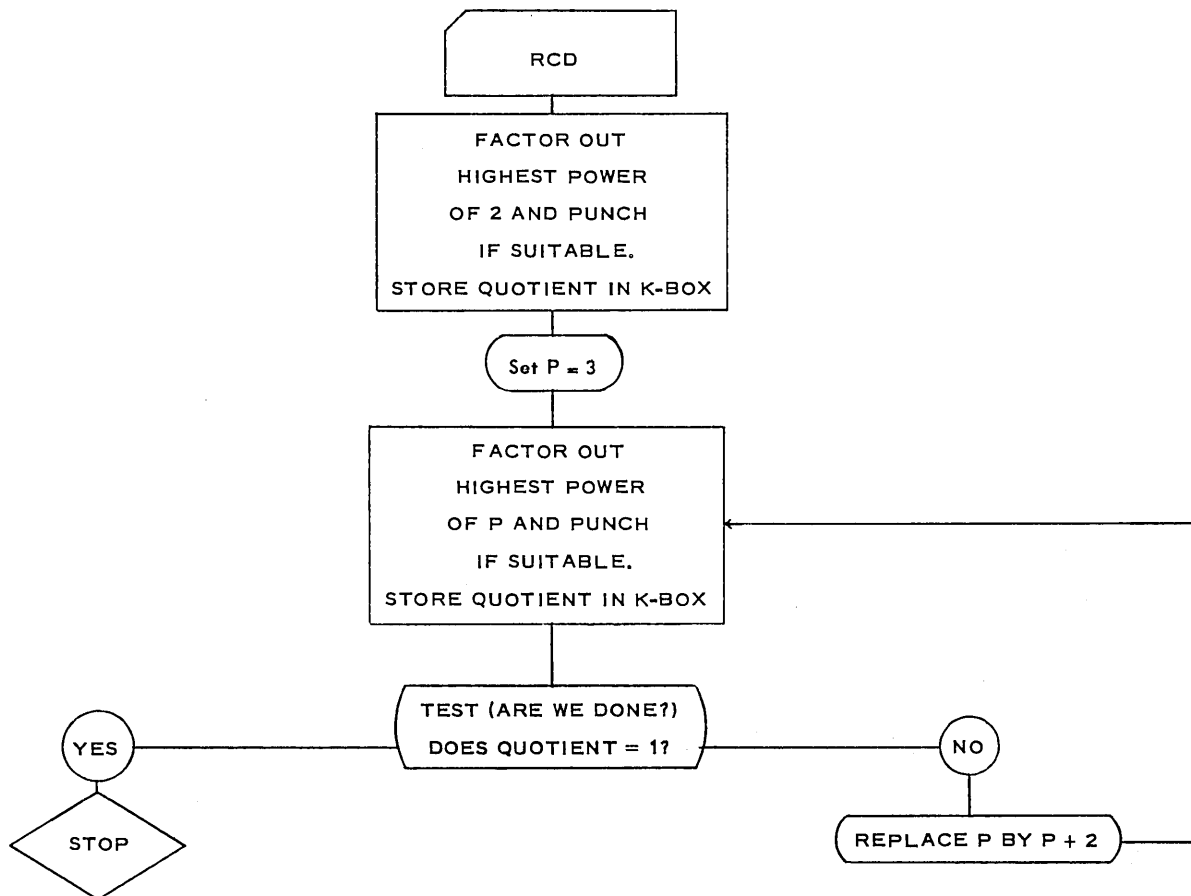 RCD
FACTOR OUT
HIGHEST POWER
OF 2 AND PUNCH
IF SUITABLE.
STORE QUOTIENT IN K-BOX
Set P = 3
FACTOR OUT
HIGHEST POWER
OF P AND PUNCH
IF SUITABLE.
STORE QUOTIENT IN K-BOX
TEST (ARE WE DONE?)
DOES QUOTIENT = 1?
YES
NO
STOP
REPLACE P BY P + 2